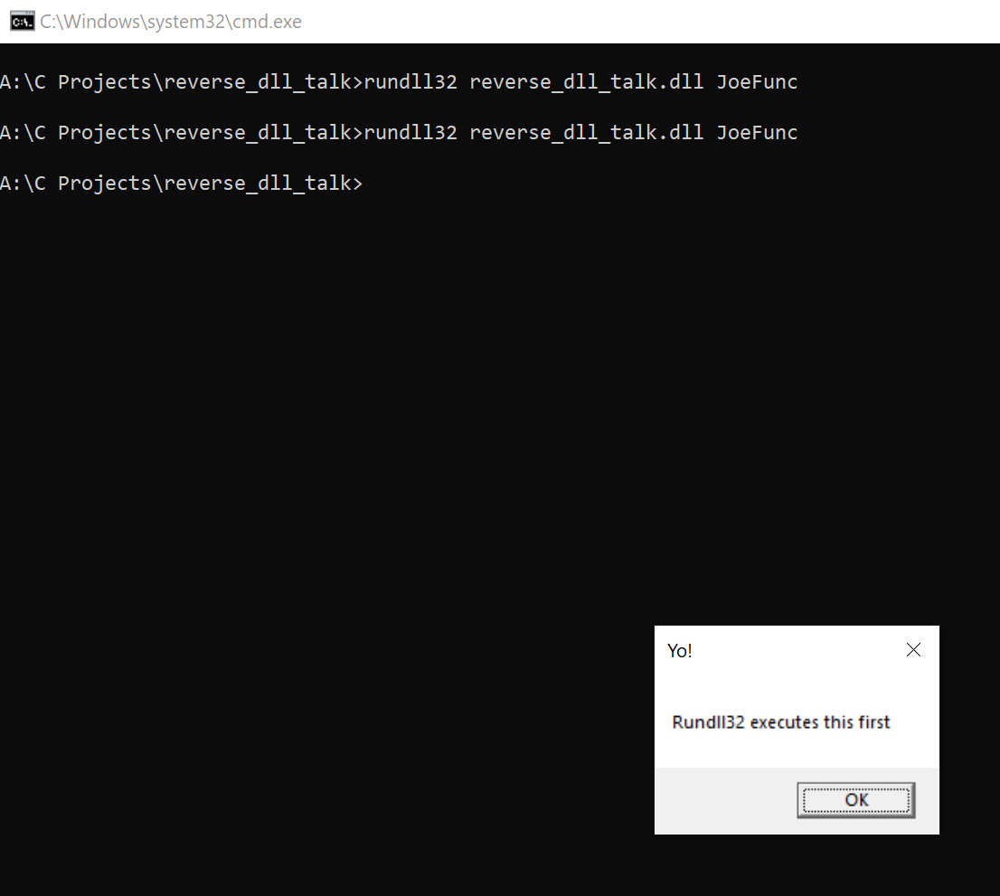 C:\Windows\system32\cmd.exe
A:\C Projects\reverse_dll_talk>rundll32 reverse_dll_talk.dll JoeFunc
A:\C Projects\reverse_dll_talk>rundll32 reverse_dll_talk.dll JoeFunc
A:\C Projects\reverse_dll_talk>
Yo!
Rundll32 executes this first
OK